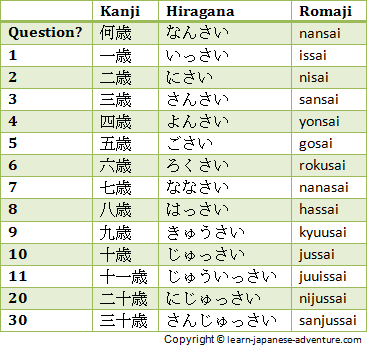 Kanji Hiragana Romaji
Question? 何歳 なんさい nansai
1 一歳 いっさい issai
2 二歳 にさい nisai
3 三歳 さんさい sansai
4 四歳 よんさい yonsai
5 五歳 ごさい gosai
6 六歳 ろくさい rokusai
7 七歳 ななさい nanasai
8 八歳 はっさい hassai
9 九歳 きゅうさい kyuusai
10 十歳 じゅっさい jussai
11 十一歳 じゅういっさい juuissai
20 二十歳 にじゅっさい nijussai
30 三十歳 さんじゅっさい sanjussai
Copyright © learn-japanese-adventure.com